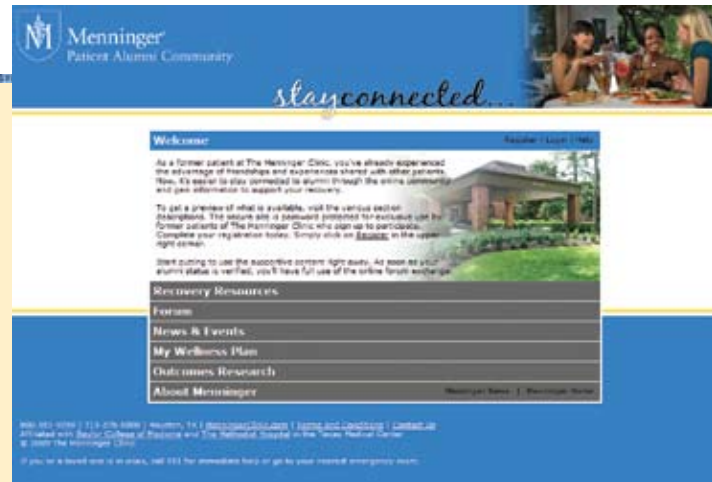 Menninger
Patient Alumni Community
stayconnected...
Welcome
Register | Login | Help
As a former patient at The Menninger Clinic, you've already experienced
the advantage of friendships and experiences shared with other patients.
Now, it's easier to stay connected to alumni through the online community
and gain information to support your recovery.
To get a preview of what is available, visit the various section
descriptions. The secure site is password protected for exclusive use by
former patients of The Menninger Clinic who sign up to participate.
Complete your registration today. Simply click on Register in the upper
right corner.
Start putting to use the supportive content right away. As soon as your
alumni status is verified, you'll have full use of the online forum exchange.
Recovery Resources
Forum
News & Events
My Wellness Plan
Outcomes Research
About Menninger
Houston, TX | MenningerClinic.com | Terms and Conditions | Contact Us
Affiliated with Baylor College of Medicine and The Methodist Hospital in the Texas Medical Center
© 2009 The Menninger Clinic
If you or a loved one is in crisis, call 911 for immediate help or go to your nearest emergency room.